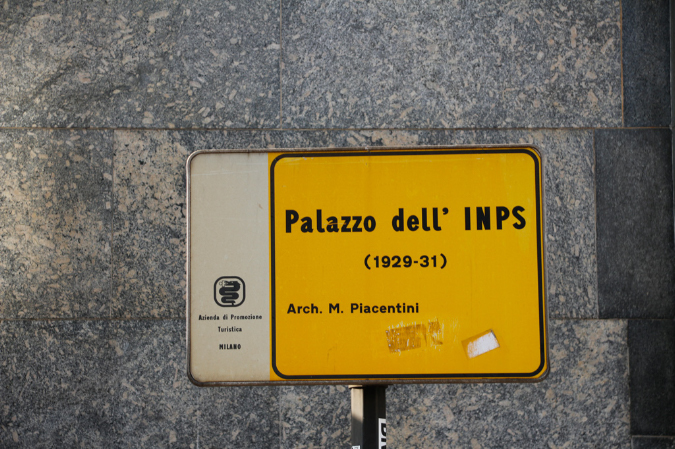 Palazzo dell' INPS
(1929-31)
Arch. M. Piacentini
Azienda di Promozione
Turistica
MILANO